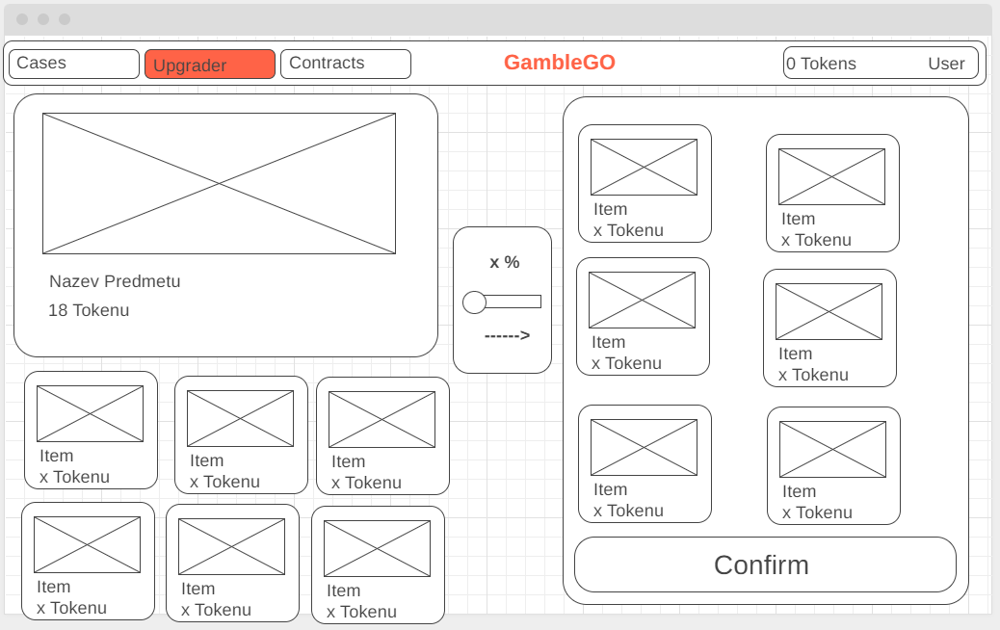 Cases
Upgrader
Contracts
GambleGO
0 Tokens
User
Nazev Predmetu
18 Tokenu
x %
------>
Item
x Tokenu
Item
x Tokenu
Item
x Tokenu
Item
x Tokenu
Item
x Tokenu
Item
x Tokenu
Item
x Tokenu
Item
x Tokenu
Item
x Tokenu
Item
x Tokenu
Item
x Tokenu
Item
x Tokenu
Confirm